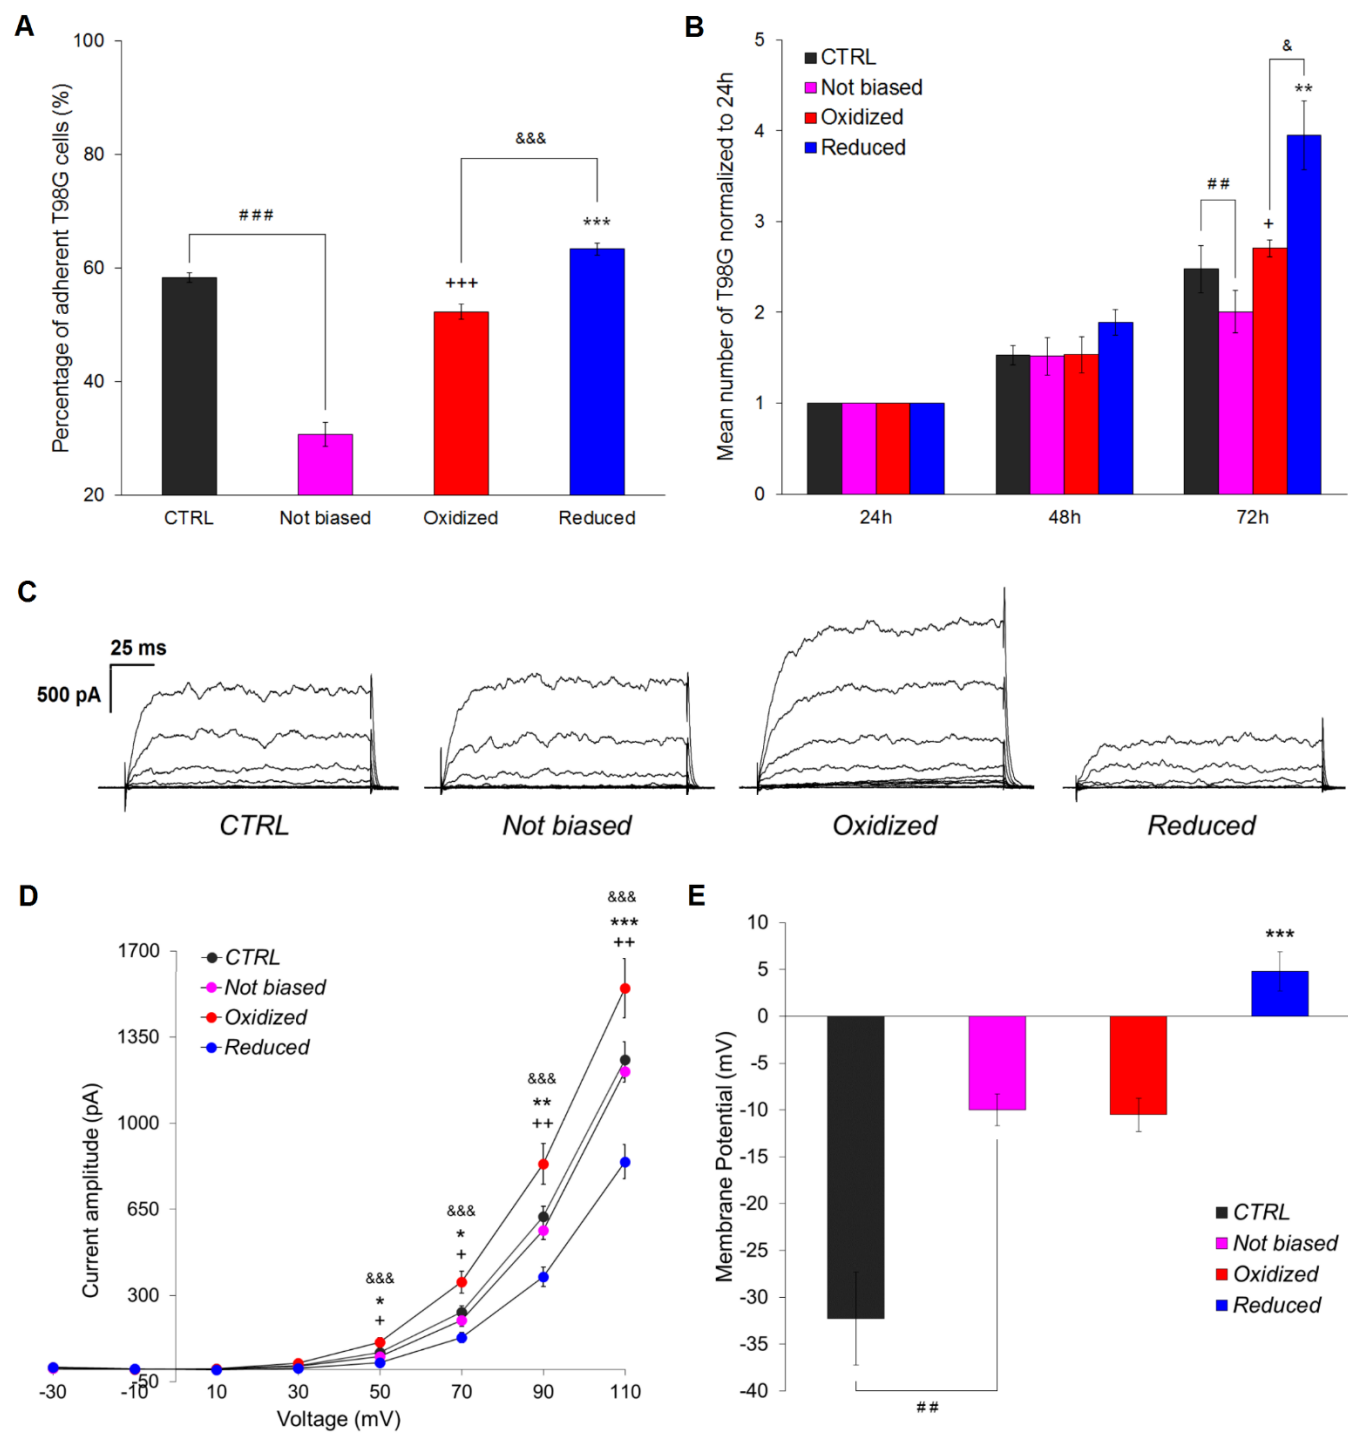 A
Percentage of adherent T98G cells (%)
100
80
60
40
20
###
+++
&&&
***
CTRL
Not biased
Oxidized
Reduced
B
Mean number of T98G normalized to 24h
5
4
3
2
1
0
CTRL
Not biased
Oxidized
Reduced
##
+
&
**
24h
48h
72h
C
25 ms
500 pA
CTRL
Not biased
Oxidized
Reduced
D
Current amplitude (pA)
1700
1350
1000
650
300
-50
CTRL
Not biased
Oxidized
Reduced
&&&
*
+
&&&
*
+
&&&
**
++
&&&
***
++
-30
-10
10
30
50
70
90
110
Voltage (mV)
E
Membrane Potential (mV)
10
5
0
-5
-10
-15
-20
-25
-30
-35
-40
***
CTRL
Not biased
Oxidized
Reduced
##